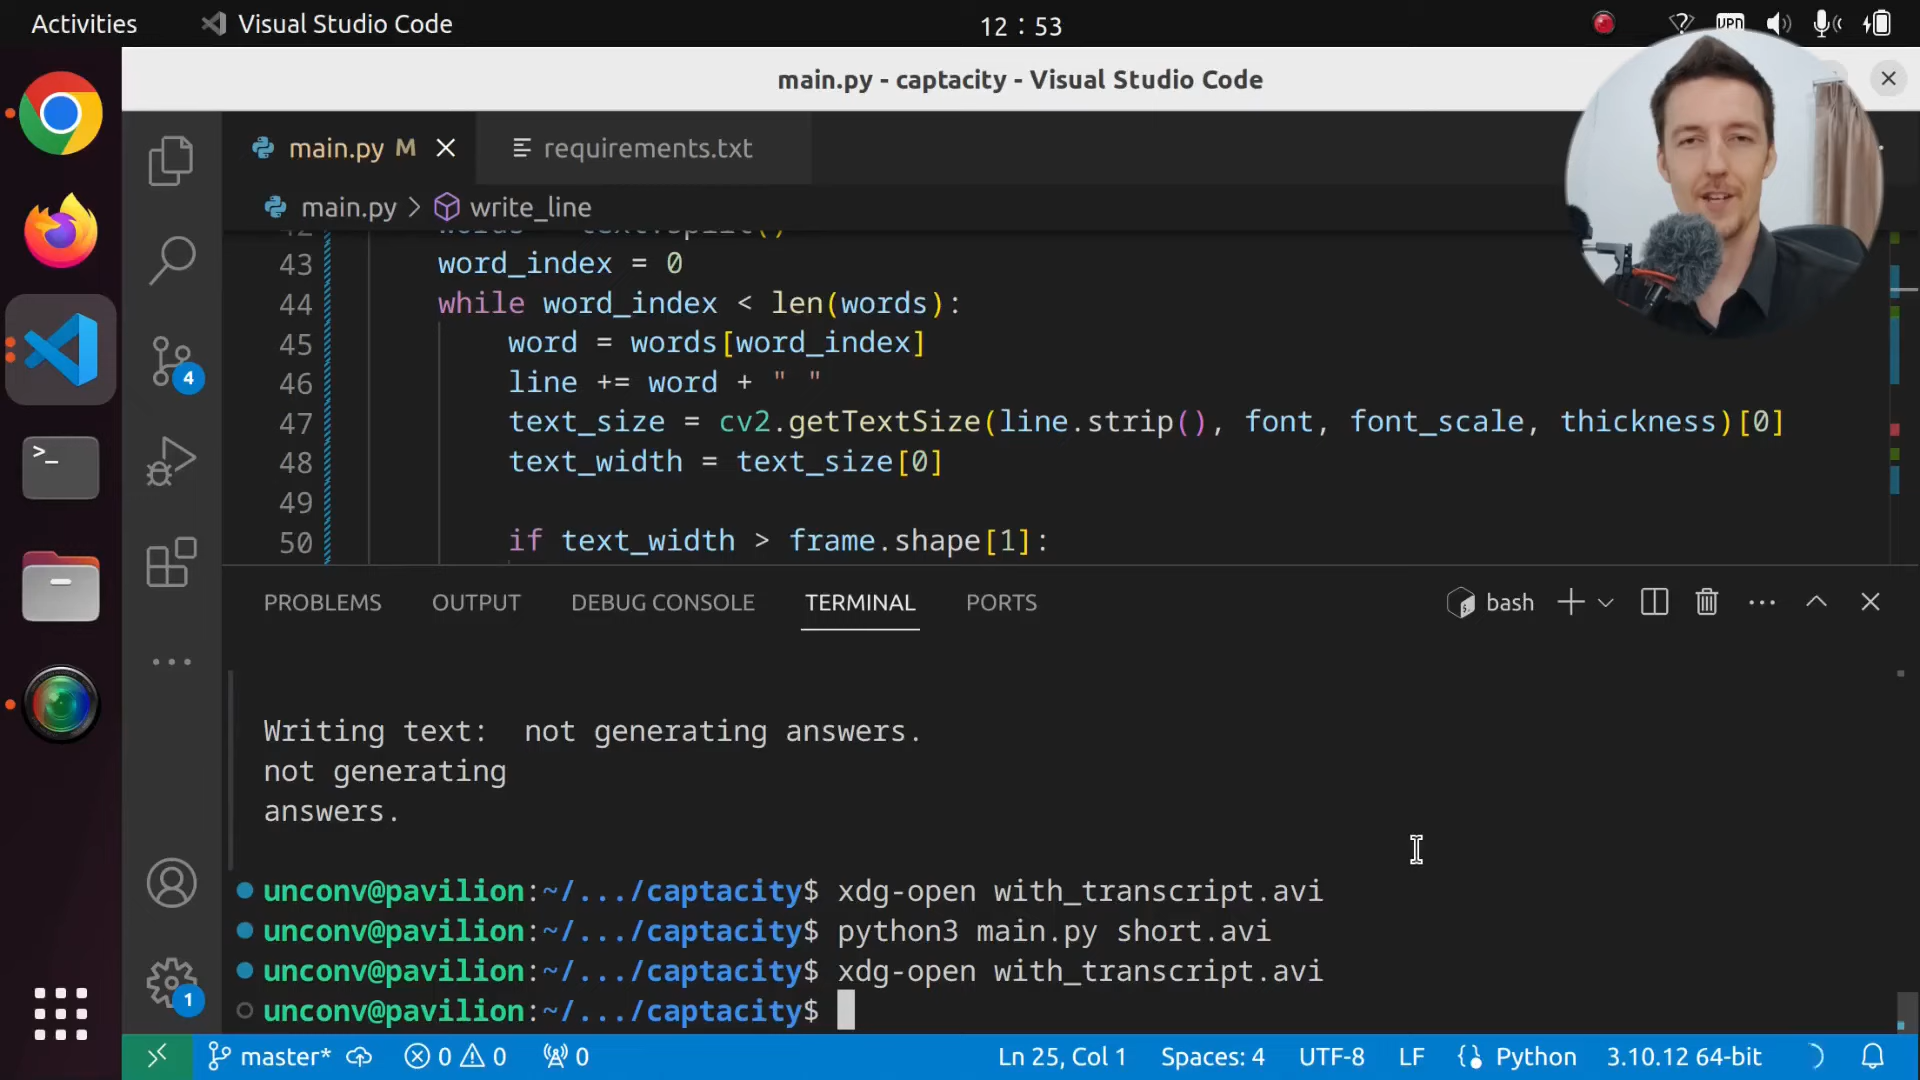 Activities Visual Studio Code 12 : 53 VPN
main.py - captacity - Visual Studio Code
main.py M requirements.txt
main.py > write_line
43 word_index = 0
44 while word_index < len(words):
45 word = words[word_index]
46 line += word + " "
47 text_size = cv2.getTextSize(line.strip(), font, font_scale, thickness)[0]
48 text_width = text_size[0]
49
50 if text_width > frame.shape[1]:
PROBLEMS OUTPUT DEBUG CONSOLE TERMINAL PORTS bash
Writing text:  not generating answers.
not generating
answers.
unconv@pavilion:~/.../captacity$ xdg-open with_transcript.avi
unconv@pavilion:~/.../captacity$ python3 main.py short.avi
unconv@pavilion:~/.../captacity$ xdg-open with_transcript.avi
unconv@pavilion:~/.../captacity$
4
1
master* 0 0 0 Ln 25, Col 1 Spaces: 4 UTF-8 LF Python 3.10.12 64-bit